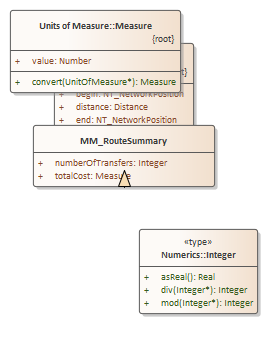 Units of Measure::Measure
{root}
+ value: Number
+ convert(UnitOfMeasure*): Measure
+ begin: NT_NetworkPosition
+ distance: Distance
+ end: NT_NetworkPosition
MM_RouteSummary
+ numberOfTransfers: Integer
+ totalCost: Measure
«type»
Numerics::Integer
+ asReal(): Real
+ div(Integer*): Integer
+ mod(Integer*): Integer